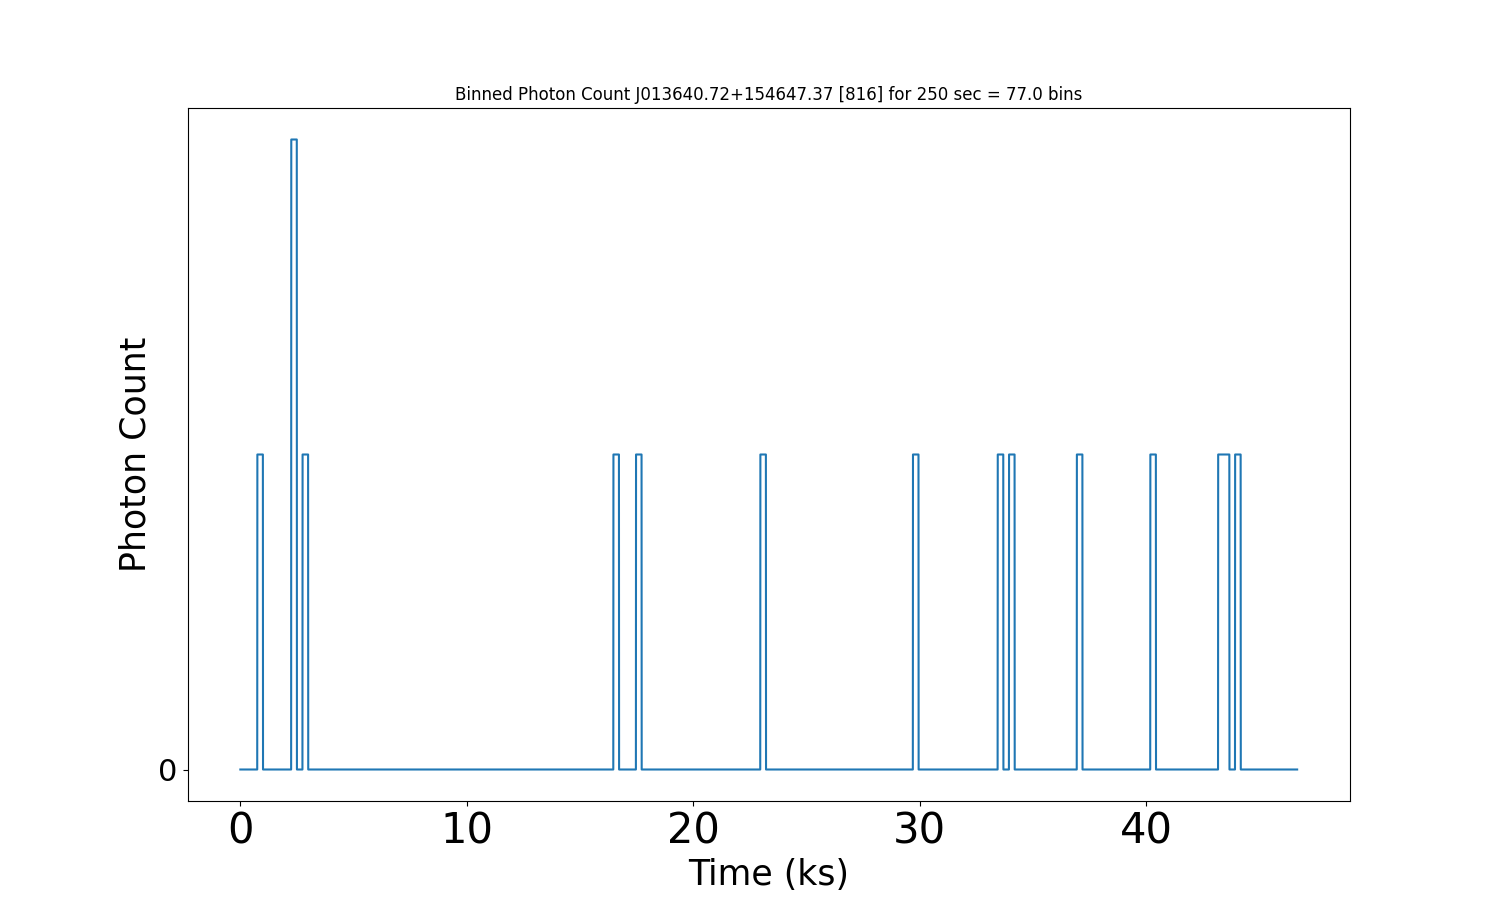 Binned Photon Count J013640.72+154647.37 [816] for 250 sec = 77.0 bins
Photon Count
0
0 10 20 30 40
Time (ks)